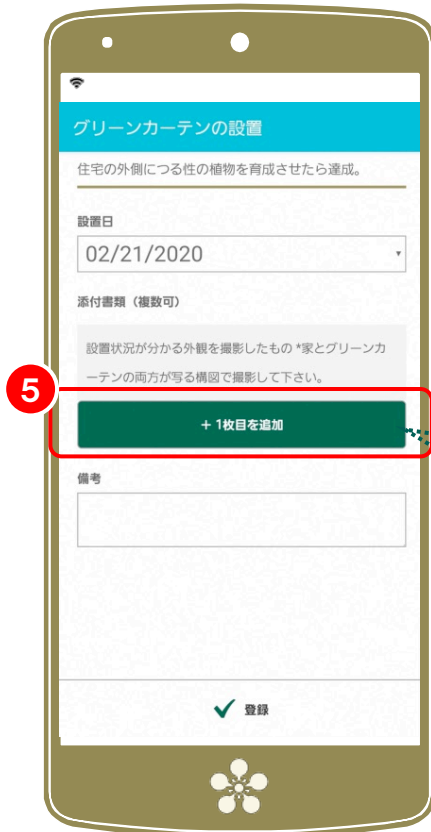 グリーンカーテンの設置
住宅の外側につる性の植物を育成させたら達成。
設置日
02/21/2020
添付書類（複数可）
設置状況が分かる外観を撮影したもの *家とグリーンカ
ーテンの両方が写る構図で撮影して下さい。
5
+ 1枚目を追加
備考
登録